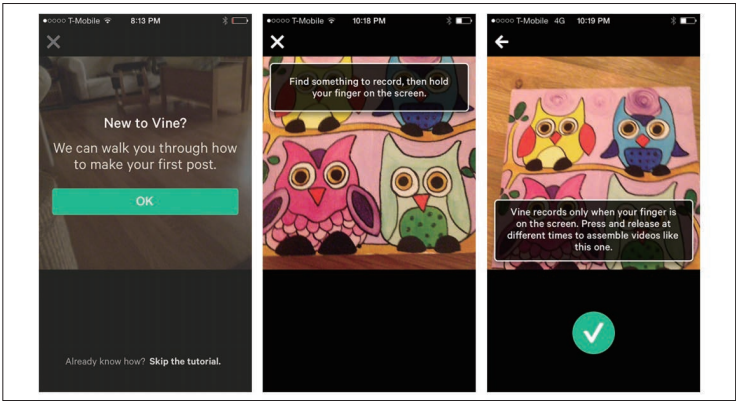 T-Mobile 8:13 PM
New to Vine?
We can walk you through how
to make your first post.
OK
Already know how? Skip the tutorial.
T-Mobile 10:18 PM
Find something to record, then hold
your finger on the screen.
T-Mobile 4G 10:19 PM
Vine records only when your finger is
on the screen. Press and release at
different times to assemble videos like
this one.